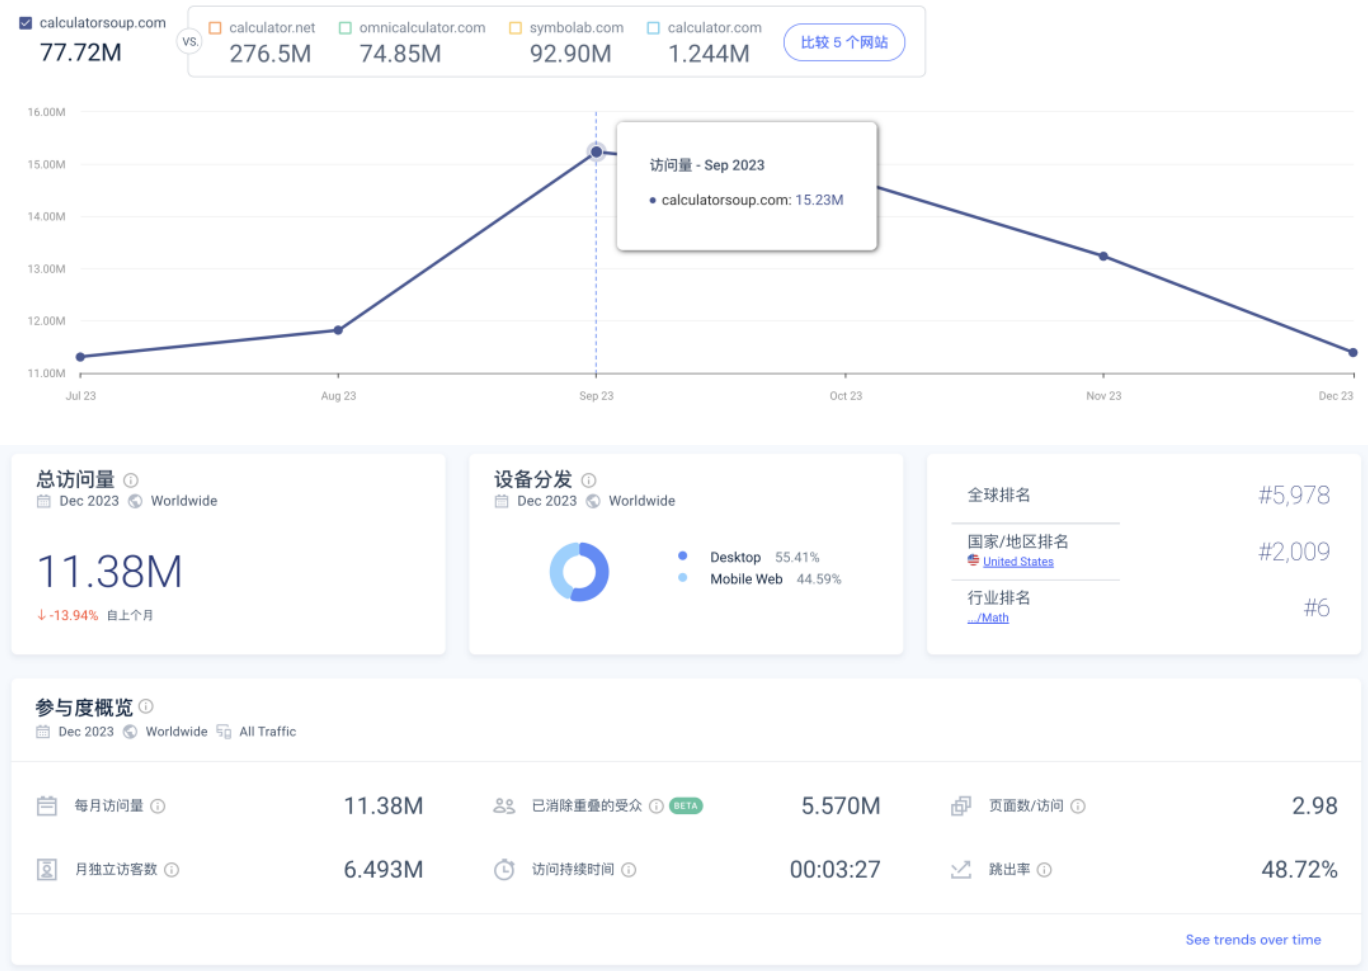 calculatorsoup.com
77.72M
VS.
calculator.net
276.5M
omnicalculator.com
74.85M
symbolab.com
92.90M
calculator.com
1.244M
比较 5 个网站
16.00M
15.00M
14.00M
13.00M
12.00M
11.00M
访问量 - Sep 2023
calculatorsoup.com: 15.23M
Jul 23
Aug 23
Sep 23
Oct 23
Nov 23
Dec 23
总访问量
Dec 2023 Worldwide
11.38M
↓ -13.94% 自上个月
设备分发
Dec 2023 Worldwide
Desktop 55.41%
Mobile Web 44.59%
全球排名 #5,978
国家/地区排名 #2,009
United States
行业排名 #6
.../Math
参与度概览
Dec 2023 Worldwide All Traffic
每月访问量 11.38M
已消除重叠的受众 BETA 5.570M
页面数/访问 2.98
月独立访客数 6.493M
访问持续时间 00:03:27
跳出率 48.72%
See trends over time